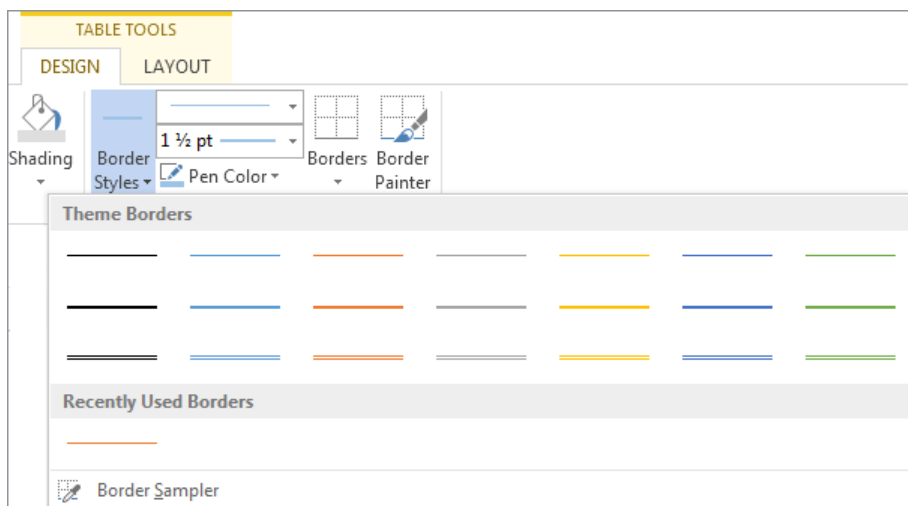 TABLE TOOLS
DESIGN LAYOUT
1 ½ pt
Shading Border Styles Pen Color Borders Border Painter
Theme Borders
Recently Used Borders
Border Sampler